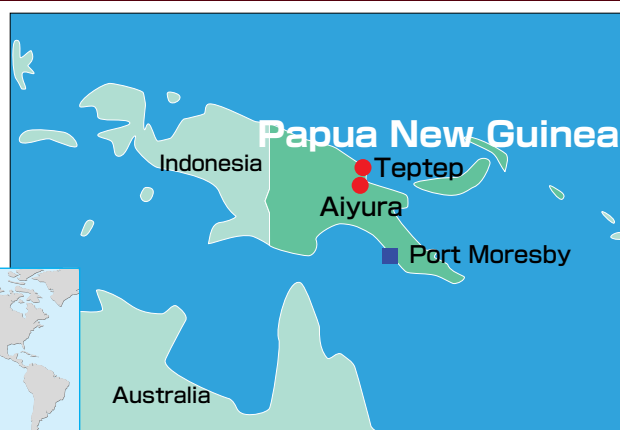 Papua New Guinea
Indonesia
Teptep
Aiyura
Port Moresby
Australia